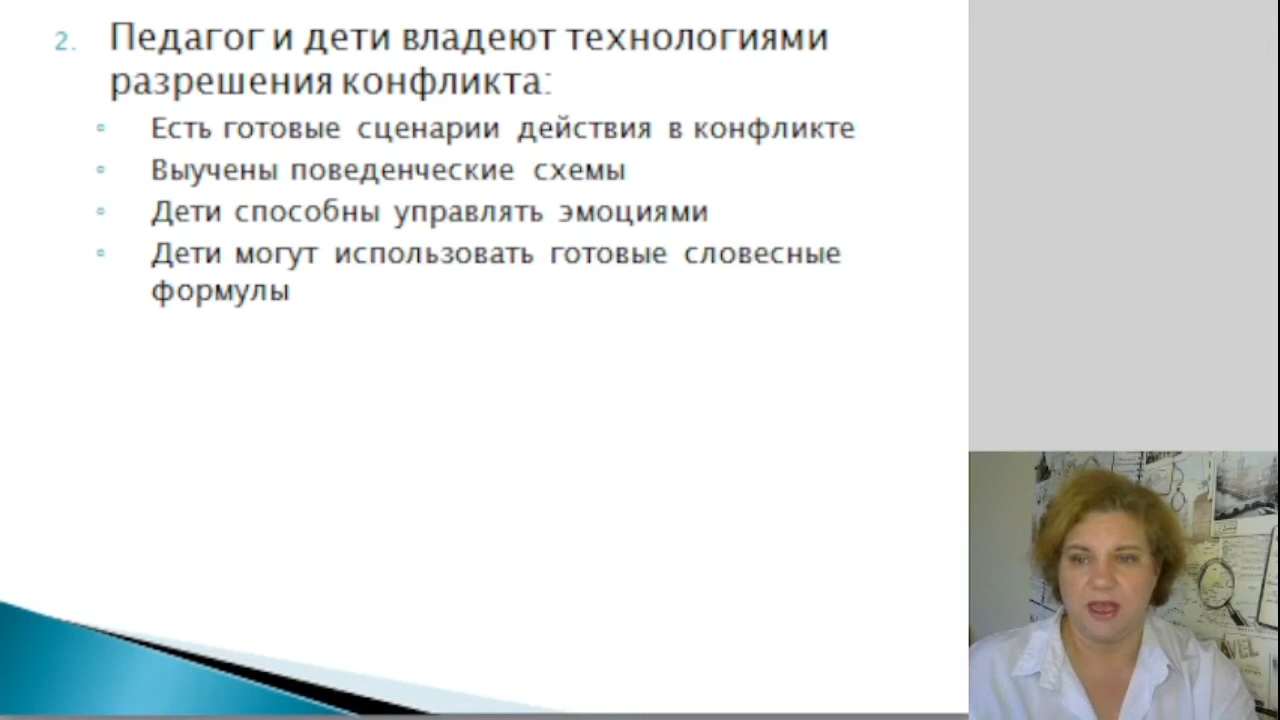 2. Педагог и дети владеют технологиями
разрешения конфликта:
Есть готовые сценарии действия в конфликте
Выучены поведенческие схемы
Дети способны управлять эмоциями
Дети могут использовать готовые словесные
формулы